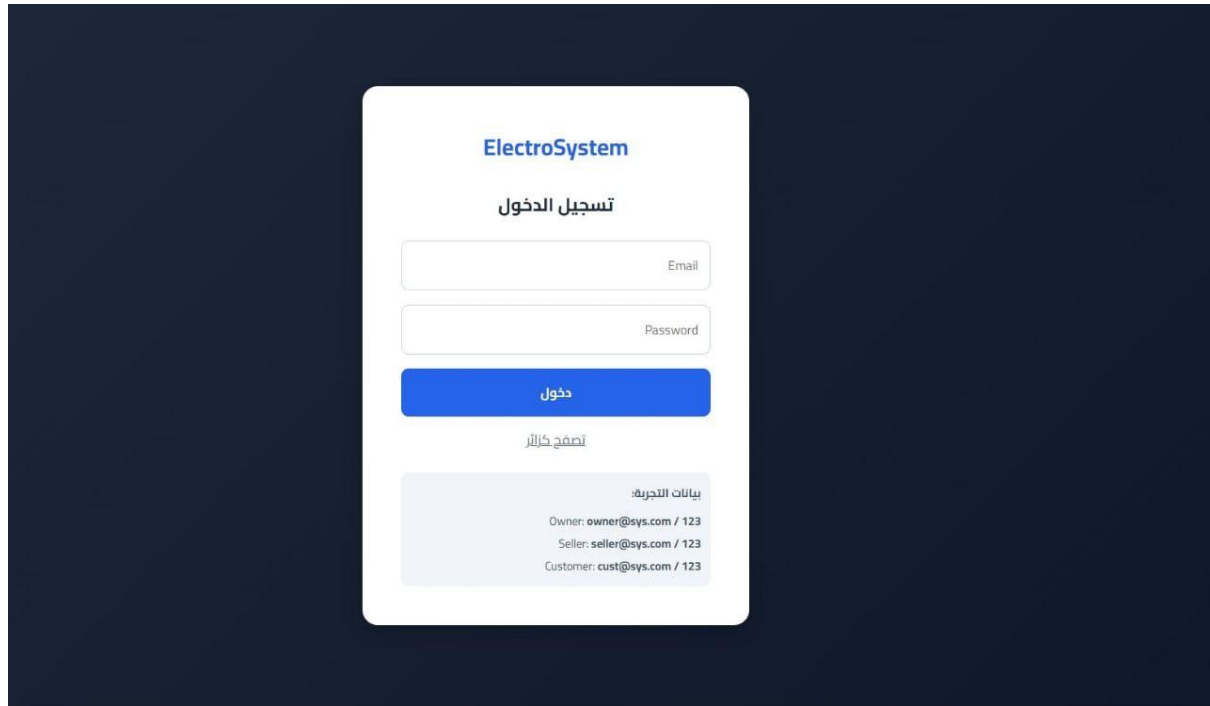 ElectroSystem
تسجيل الدخول
Email
Password
دخول
تصفح كزائر
بيانات التجربة:
Owner: owner@sys.com / 123
Seller: seller@sys.com / 123
Customer: cust@sys.com / 123